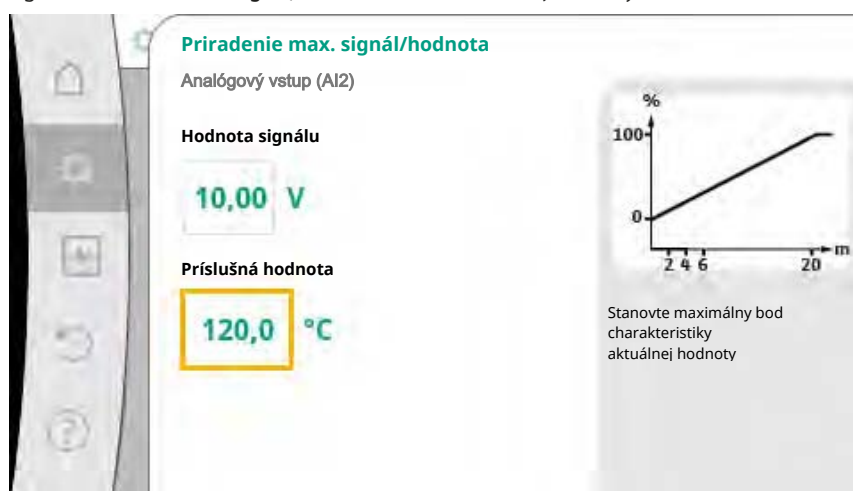 Priradenie max. signál/hodnota
Analógový vstup (AI2)
Hodnota signálu
10,00 V
Príslušná hodnota
120,0 °C
%
100
0
2 4 6 20 m
Stanovte maximálny bod
charakteristiky
aktuálnej hodnoty